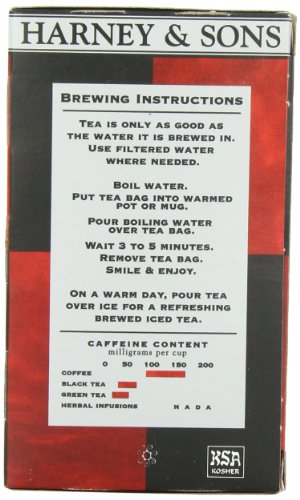 HARNEY & SONS
BREWING INSTRUCTIONS
TEA IS ONLY AS GOOD AS
THE WATER IT IS BREWED IN.
USE FILTERED WATER
WHERE NEEDED.
BOIL WATER.
PUT TEA BAG INTO WARMED
POT OR MUG.
POUR BOILING WATER
OVER TEA BAG.
WAIT 3 TO 5 MINUTES.
REMOVE TEA BAG.
SMILE & ENJOY.
ON A WARM DAY, POUR TEA
OVER ICE FOR A REFRESHING
BREWED ICED TEA.
CAFFEINE CONTENT
milligrams per cup
0 50 100 150 200
COFFEE
BLACK TEA
GREEN TEA
HERBAL INFUSIONS NADA
KSA
KOSHER